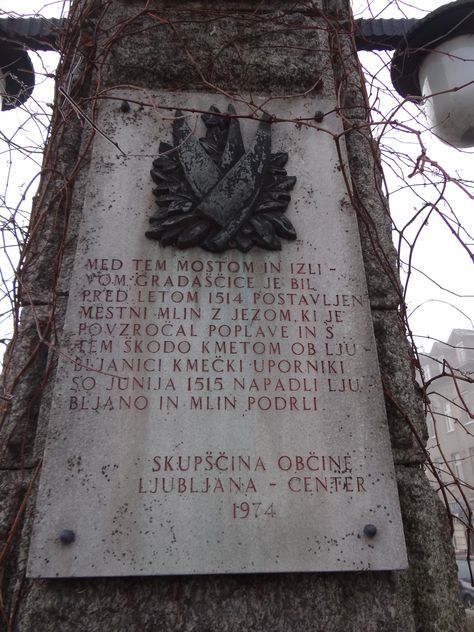 MED TEM MOSTOM IN IZLI -
VOM GRADAŠČICE JE BIL
PRED LETOM 1514 POSTAVLJEN
MESTNI MLIN Z JEZOM, KI JE
POVZROČAL POPLAVE IN S
TEM ŠKODO KMETOM OB LJU -
BLJANICI KMEČKI UPORNIKI
SO JUNIJA 1515 NAPADLI LJU
BLJANO IN MLIN PODRLI.
SKUPŠČINA OBČINE
LJUBLJANA - CENTER
1974